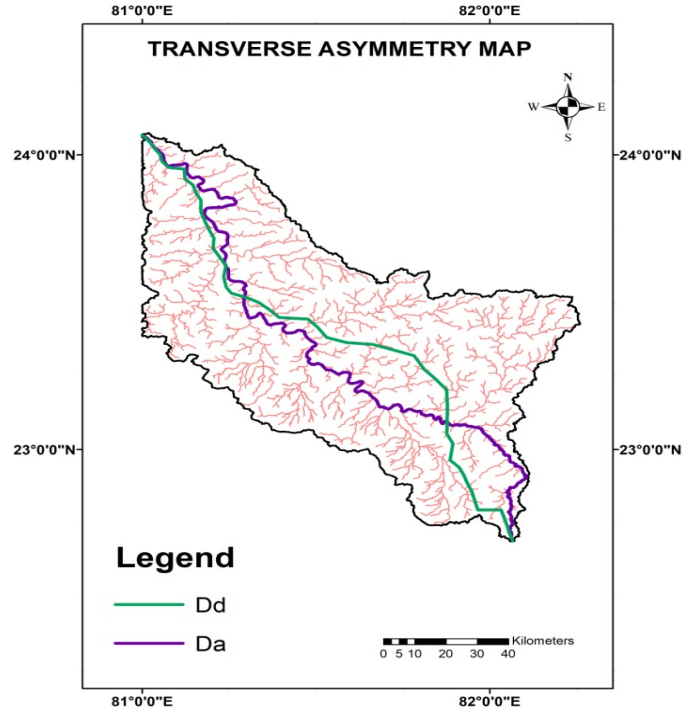 81°0'0"E 82°0'0"E
TRANSVERSE ASYMMETRY MAP
N
W E
S
24°0'0"N 24°0'0"N
23°0'0"N 23°0'0"N
Legend
Dd
Da
Kilometers
0 5 10 20 30 40
81°0'0"E 82°0'0"E